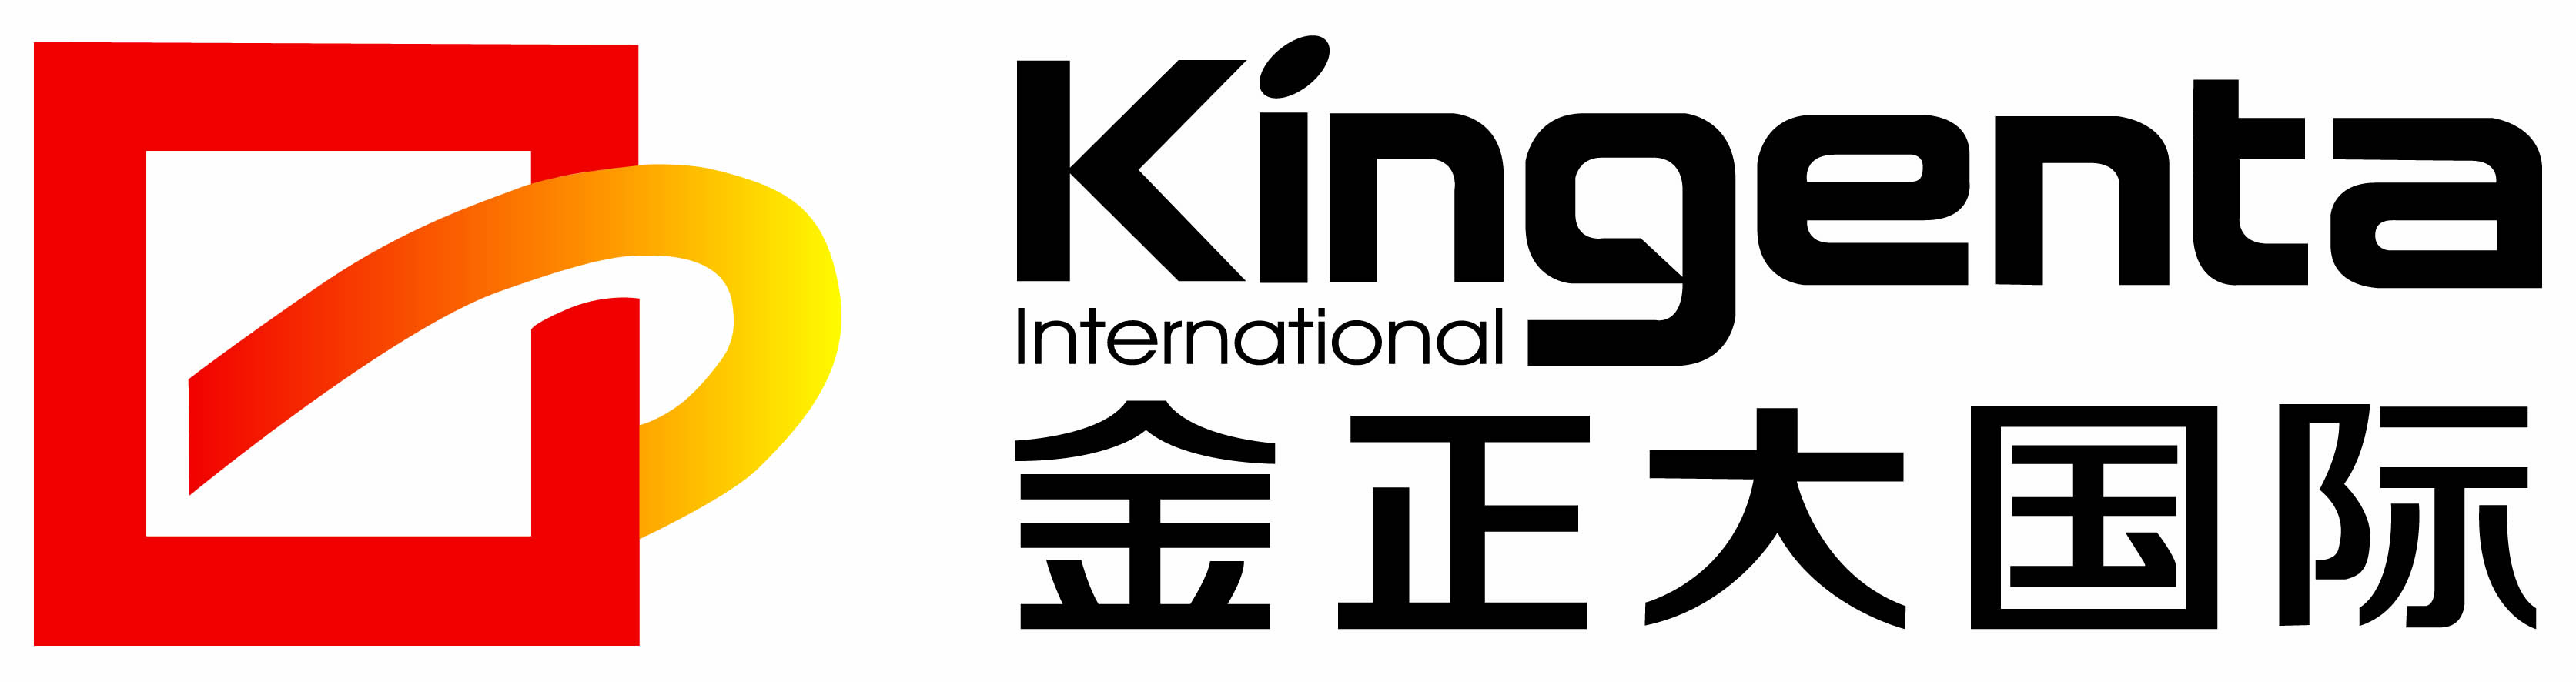 Kingenta
International
金正大国际